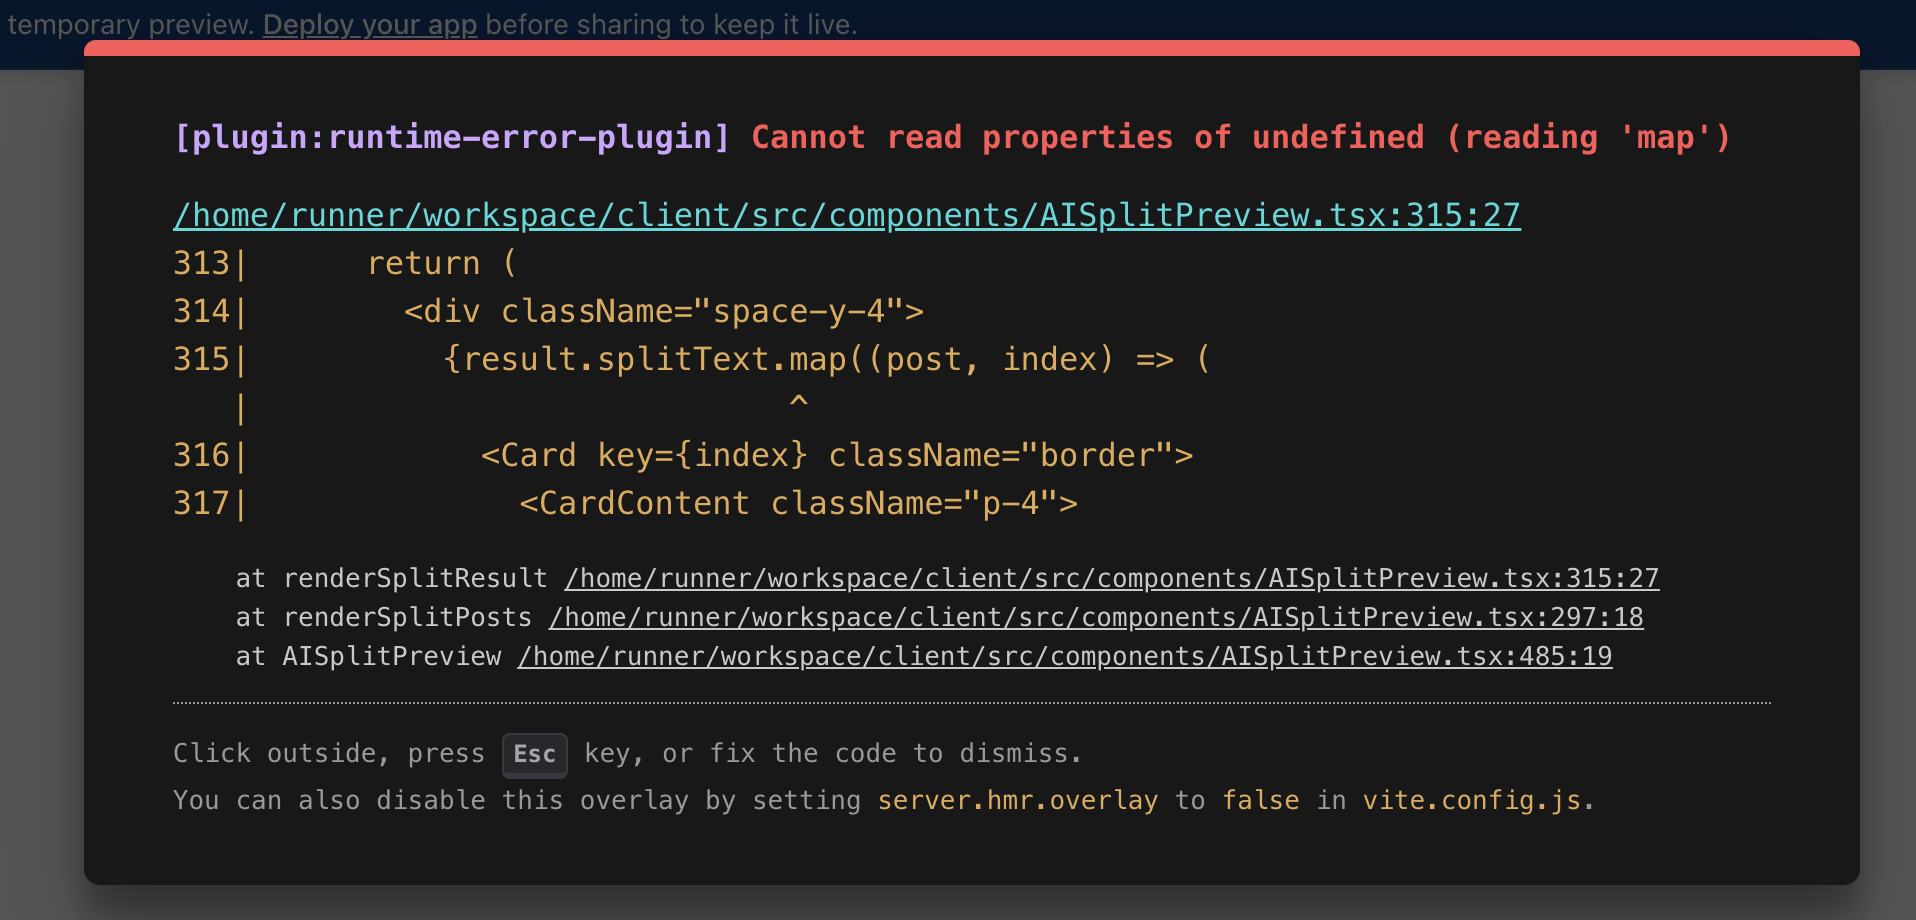 temporary preview. Deploy your app before sharing to keep it live.
[plugin:runtime-error-plugin] Cannot read properties of undefined (reading 'map')
/home/runner/workspace/client/src/components/AISplitPreview.tsx:315:27
313|      return (
314|        <div className="space-y-4">
315|          {result.splitText.map((post, index) => (
   |                            ^
316|            <Card key={index} className="border">
317|              <CardContent className="p-4">
at renderSplitResult /home/runner/workspace/client/src/components/AISplitPreview.tsx:315:27
at renderSplitPosts /home/runner/workspace/client/src/components/AISplitPreview.tsx:297:18
at AISplitPreview /home/runner/workspace/client/src/components/AISplitPreview.tsx:485:19
Click outside, press Esc key, or fix the code to dismiss.
You can also disable this overlay by setting server.hmr.overlay to false in vite.config.js.